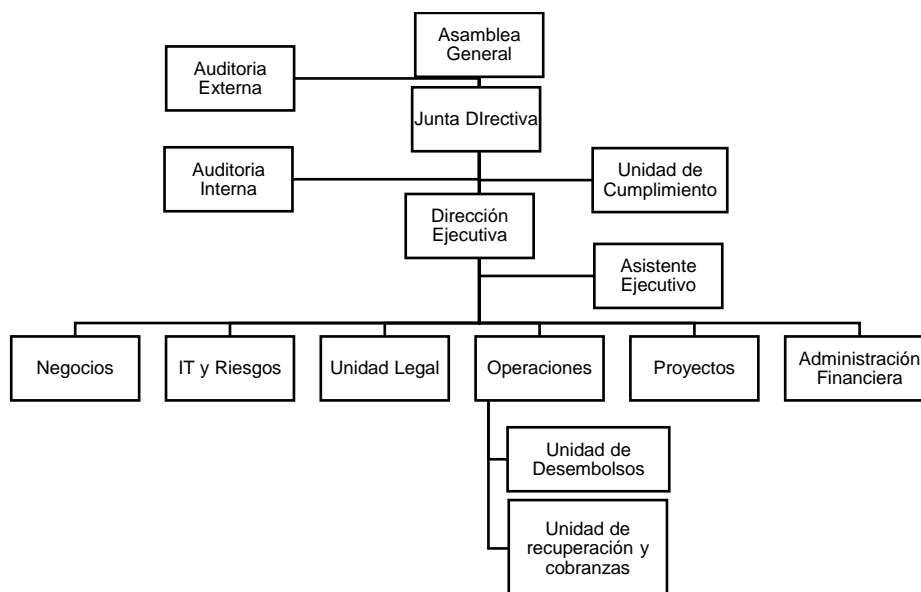 Asamblea
General
Auditoria
Externa
Junta DIrectiva
Auditoria
Interna
Unidad de
Cumplimiento
Dirección
Ejecutiva
Asistente
Ejecutivo
Negocios
IT y Riesgos
Unidad Legal
Operaciones
Proyectos
Administración
Financiera
Unidad de
Desembolsos
Unidad de
recuperación y
cobranzas